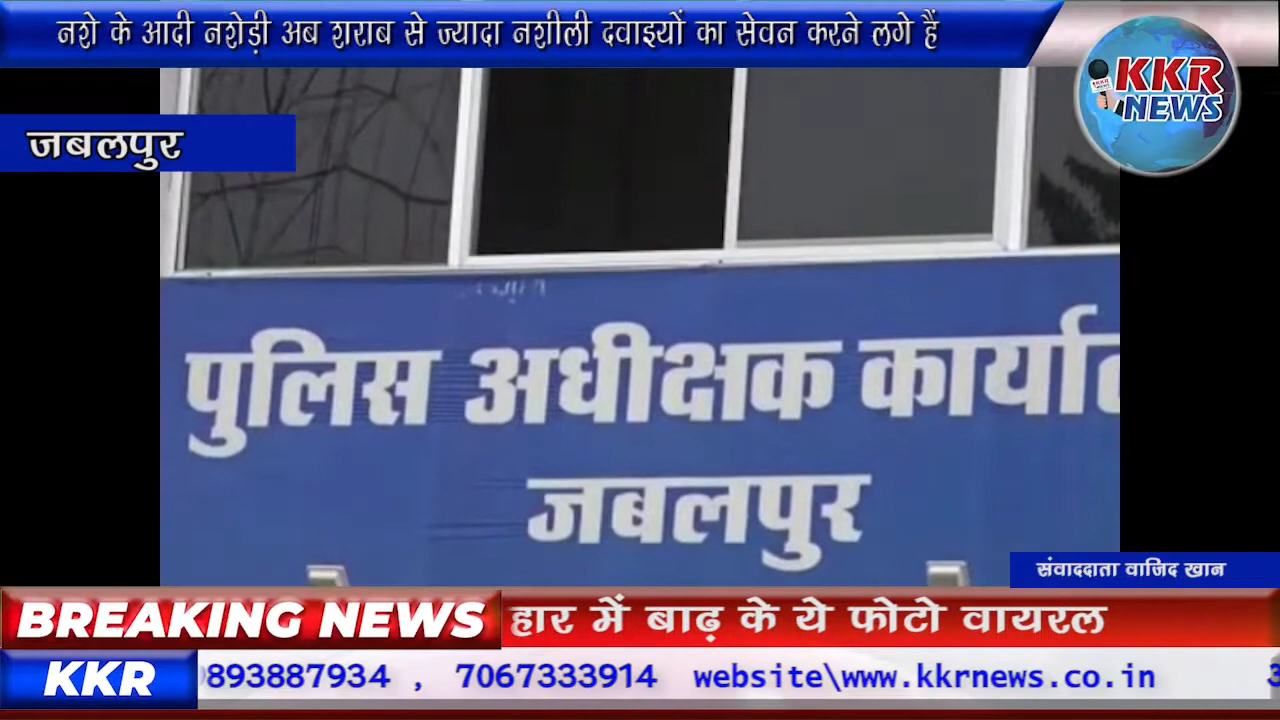 नशे के आदी नशेड़ी अब शराब से ज्यादा नशीली दवाइयों का सेवन करने लगे हैं
KKR
NEWS
जबलपुर
पुलिस अधीक्षक
जबलपुर
संवाददाता वाजिद खान
BREAKING NEWS
हार में बाढ़ के ये फोटो वायरल
KKR
9893887934 , 7067333914 website\www.kkrnews.co.in